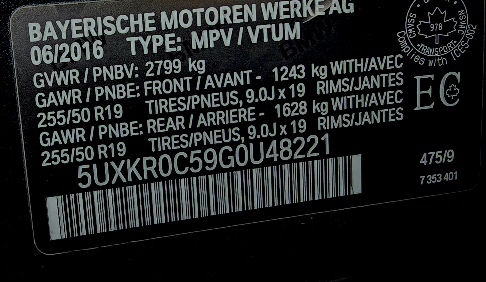 BAYERISCHE MOTOREN WERKE AG
06/2016 TYPE: MPV / VTUM
GVWR / PNBV: 2799 kg
GAWR / PNBE: FRONT / AVANT - 1243 kg WITH/AVEC
255/50 R19 TIRES/PNEUS, 9.0J x 19 RIMS/JANTES
GAWR / PNBE: REAR / ARRIERE - 1628 kg WITH/AVEC
255/50 R19 TIRES/PNEUS, 9.0J x 19 RIMS/JANTES
5UXKR0C59G0U48221
475/9
7 353 401
EC
978
TRANSPORT